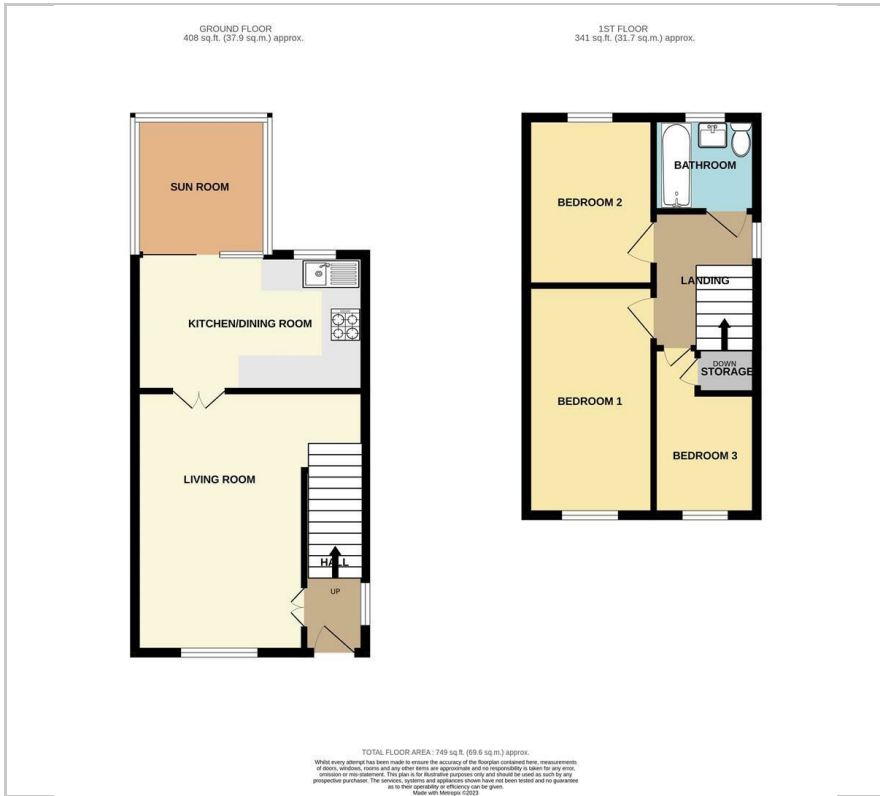 GROUND FLOOR
408 sq.ft. (37.9 sq.m.) approx.
1ST FLOOR
341 sq.ft. (31.7 sq.m.) approx.
SUN ROOM
KITCHEN/DINING ROOM
LIVING ROOM
HALL
UP
BEDROOM 2
BATHROOM
LANDING
DOWN
STORAGE
BEDROOM 1
BEDROOM 3
TOTAL FLOOR AREA : 749 sq.ft. (69.6 sq.m.) approx.
Whilst every attempt has been made to ensure the accuracy of the floorplan contained here, measurements
of doors, windows, rooms and any other items are approximate and no responsibility is taken for any error,
omission or mis-statement. This plan is for illustrative purposes only and should be used as such by any
prospective purchaser. The services, systems and appliances shown have not been tested and no guarantee
as to their operability or efficiency can be given.
Made with Metropix ©2023